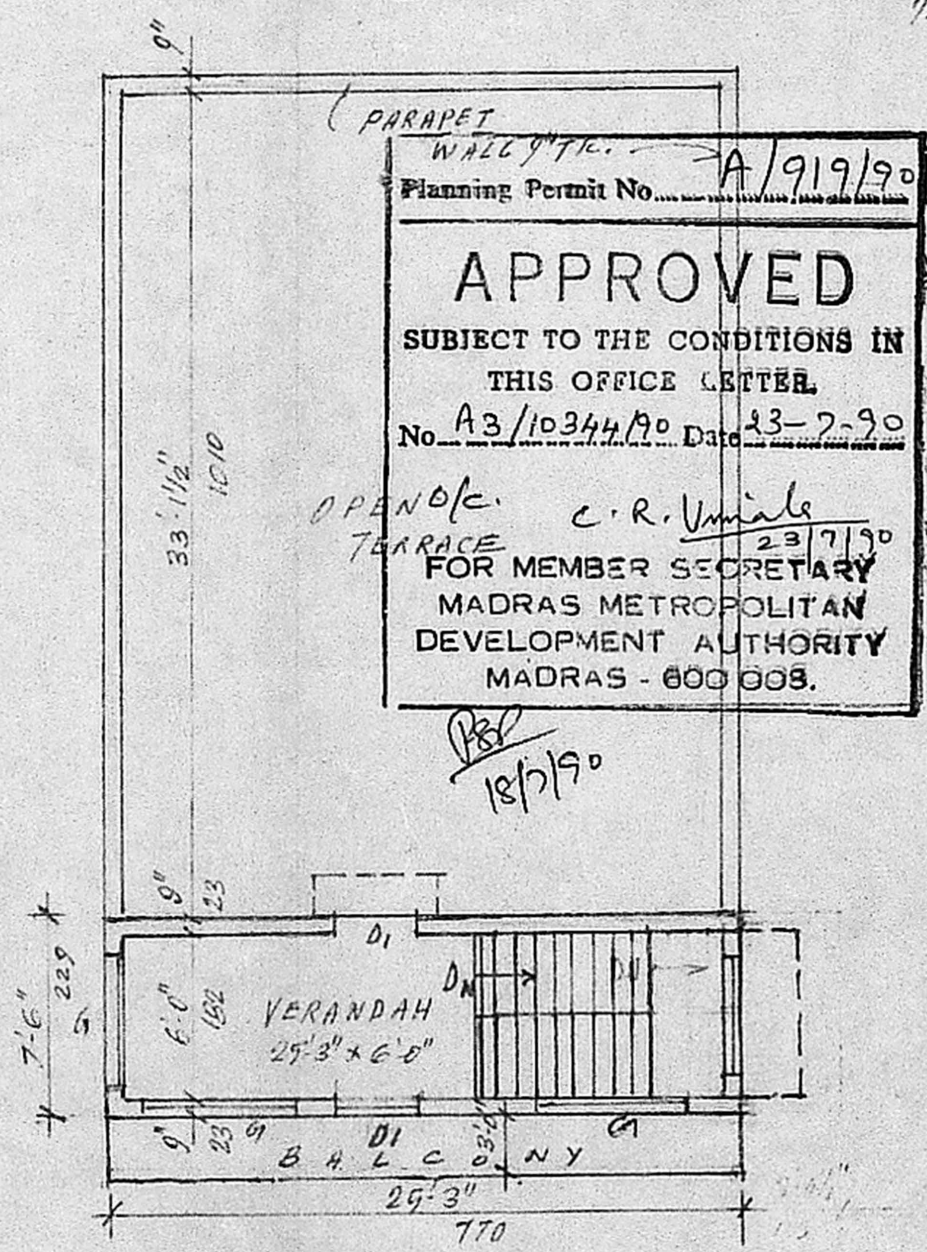 9"
PARAPET
WALL 9" TK.
Planning Permit No. A/919/90
APPROVED
SUBJECT TO THE CONDITIONS IN
THIS OFFICE LETTER.
No. A3/10344/90 Date 23-7-90
33'-1½"
1010
OPEN
TERRACE
O/C.
C. R.
23/7/90
FOR MEMBER SECRETARY
MADRAS METROPOLITAN
DEVELOPMENT AUTHORITY
MADRAS - 600 008.
18/7/90
9"
23
D1
DN
7'-6"
229
G
6'-0"
182
VERANDAH
25'-3" x 6'-0"
9"
23
G
D1
3'-0"
G
BALCONY
25'-3"
770